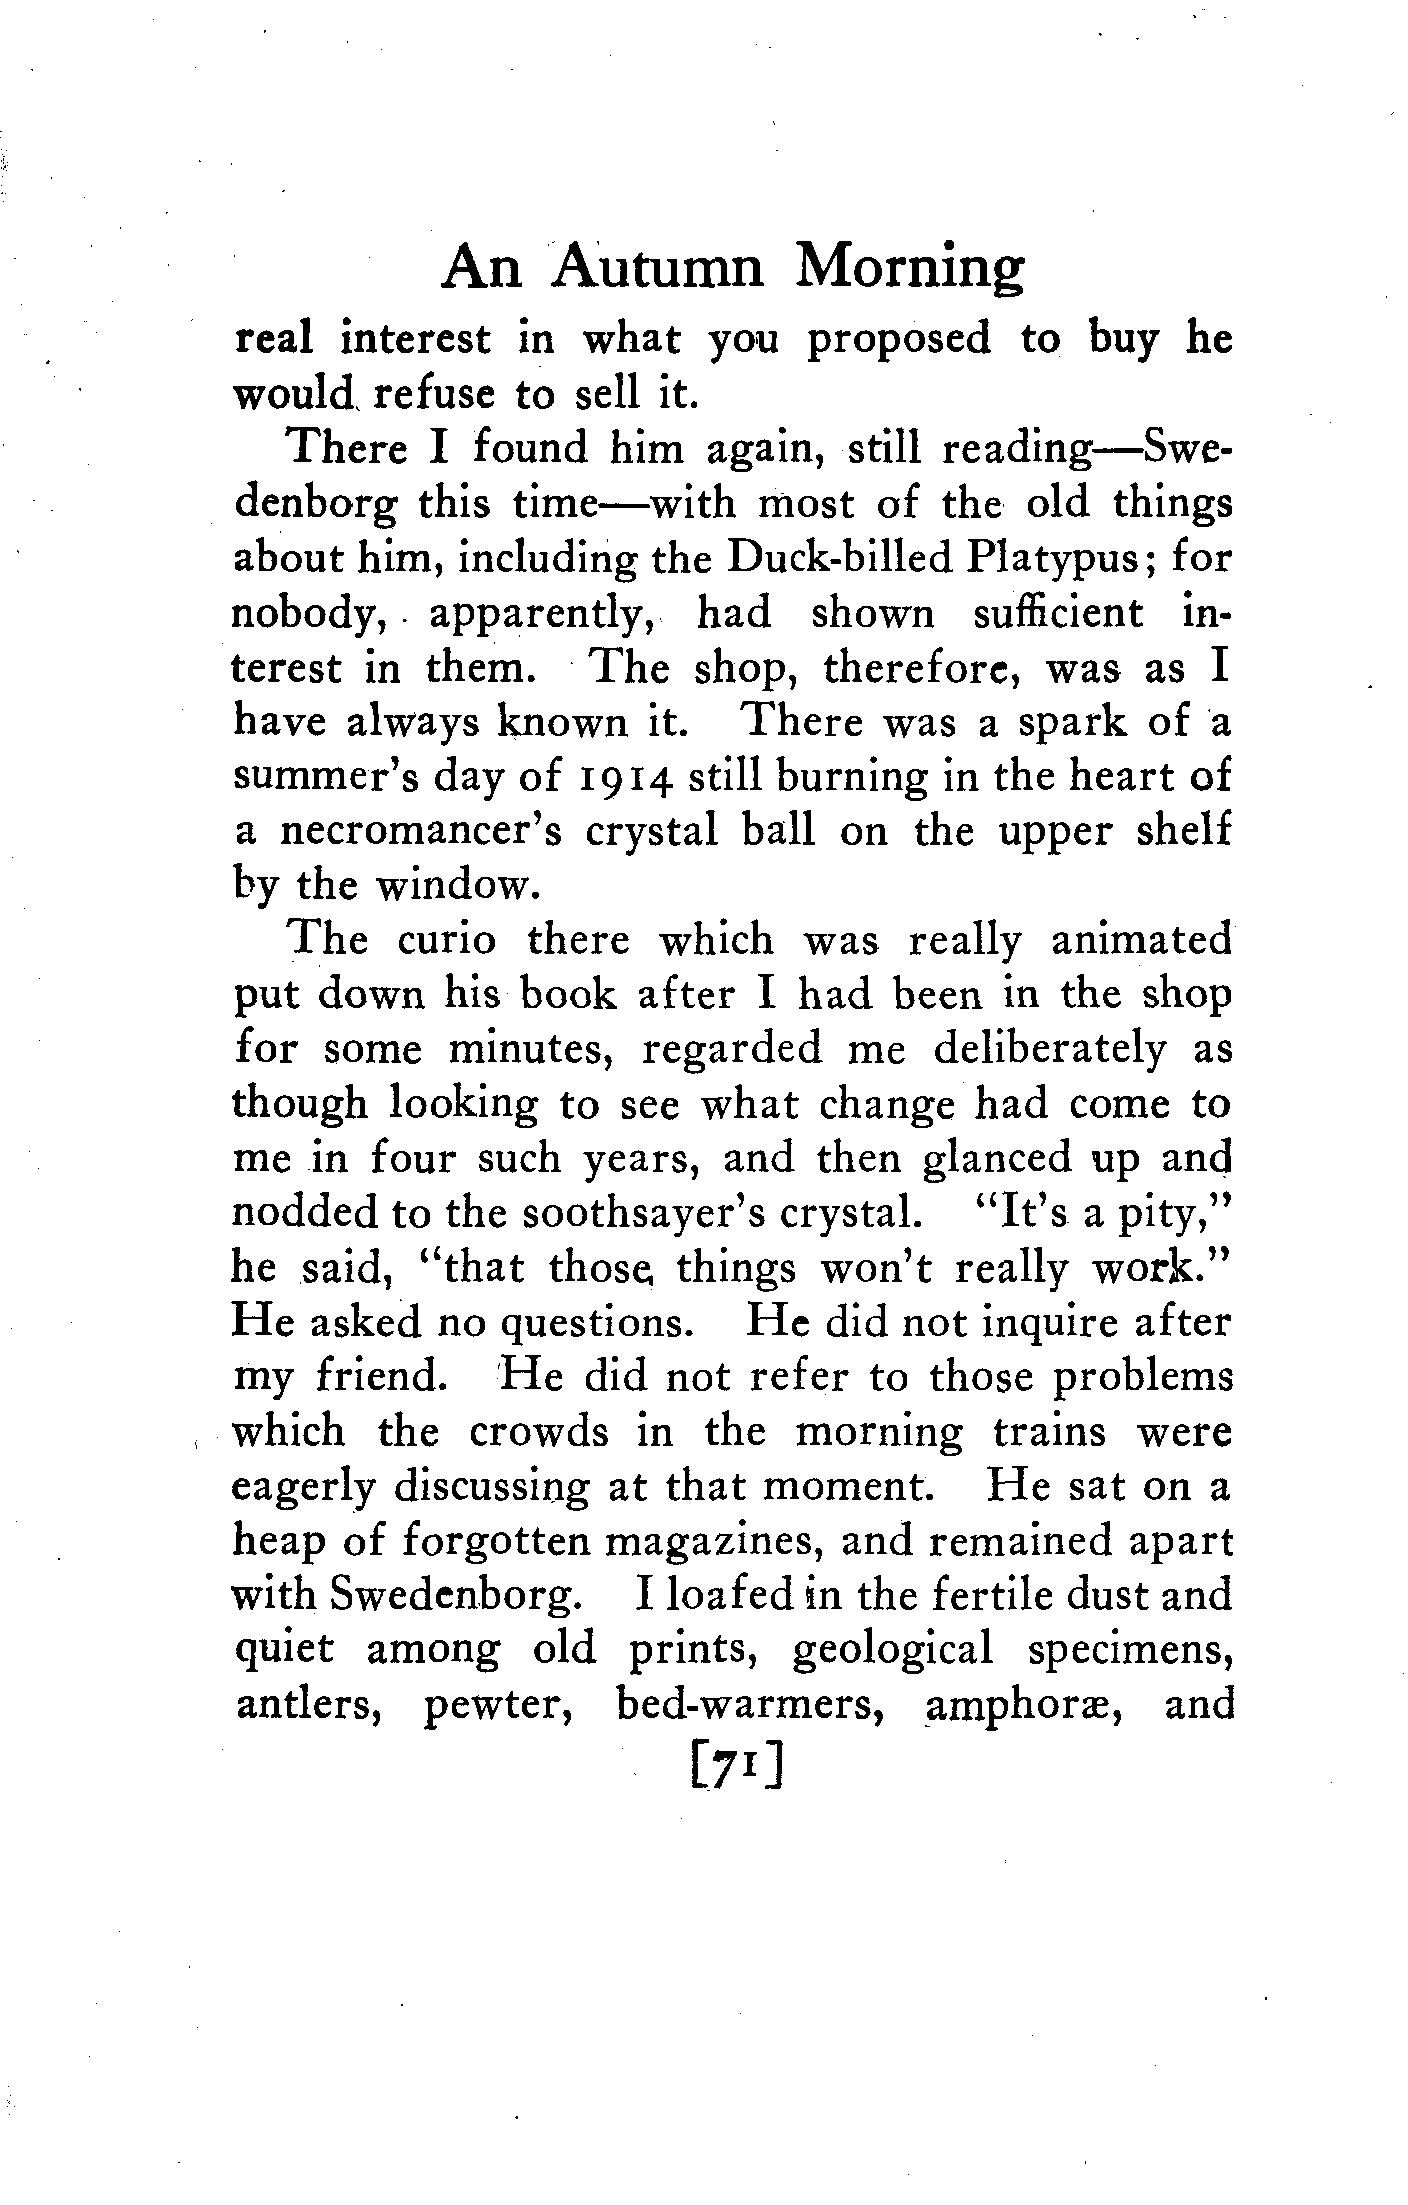 An Autumn Morning
real interest in what you proposed to buy he
would refuse to sell it.
There I found him again, still reading—Swe-
denborg this time—with most of the old things
about him, including the Duck-billed Platypus; for
nobody, apparently, had shown sufficient in-
terest in them. The shop, therefore, was as I
have always known it. There was a spark of a
summer's day of 1914 still burning in the heart of
a necromancer's crystal ball on the upper shelf
by the window.
The curio there which was really animated
put down his book after I had been in the shop
for some minutes, regarded me deliberately as
though looking to see what change had come to
me in four such years, and then glanced up and
nodded to the soothsayer's crystal. "It's a pity,"
he said, "that those things won't really work."
He asked no questions. He did not inquire after
my friend. He did not refer to those problems
which the crowds in the morning trains were
eagerly discussing at that moment. He sat on a
heap of forgotten magazines, and remained apart
with Swedenborg. I loafed in the fertile dust and
quiet among old prints, geological specimens,
antlers, pewter, bed-warmers, amphoræ, and
[71]